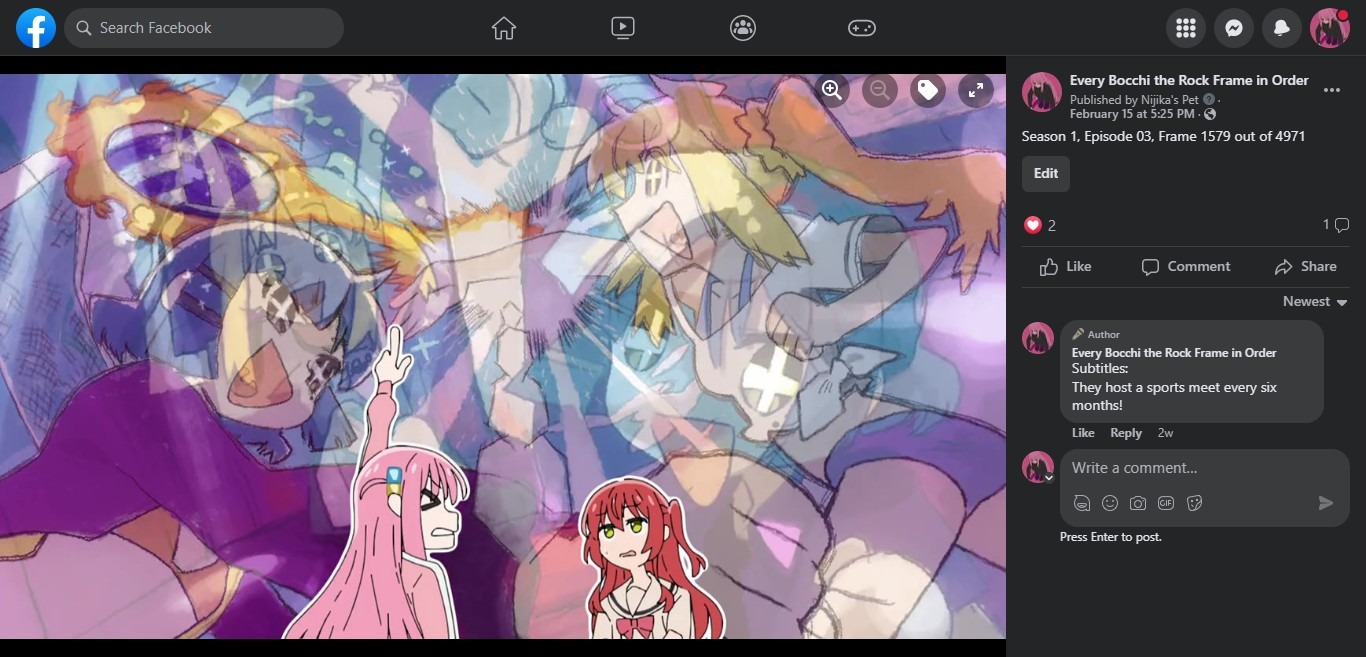 Search Facebook
Every Bocchi the Rock Frame in Order
Published by Nijika's Pet ·
February 15 at 5:25 PM ·
Season 1, Episode 03, Frame 1579 out of 4971
Edit
2
1
Like
Comment
Share
Newest
Author
Every Bocchi the Rock Frame in Order
Subtitles:
They host a sports meet every six
months!
Like Reply 2w
Write a comment...
GIF
Press Enter to post.